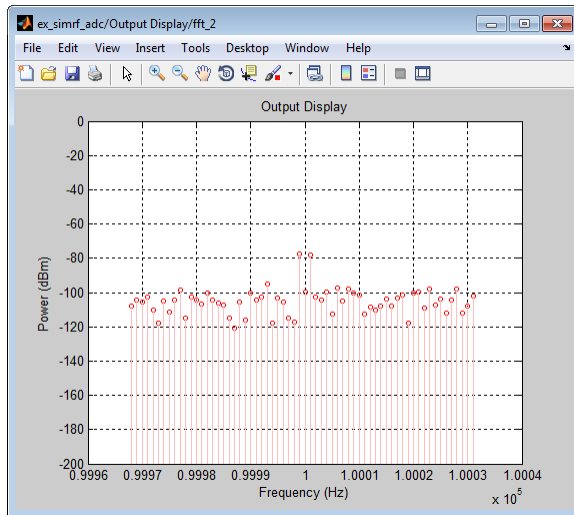 ex_simrf_adc/Output Display/fft_2
File Edit View Insert Tools Desktop Window Help
Output Display
0
-20
-40
-60
-80
-100
-120
-140
-160
-180
-200
Power (dBm)
0.9996 0.9997 0.9998 0.9999 1 1.0001 1.0002 1.0003 1.0004
Frequency (Hz)
x 10^5